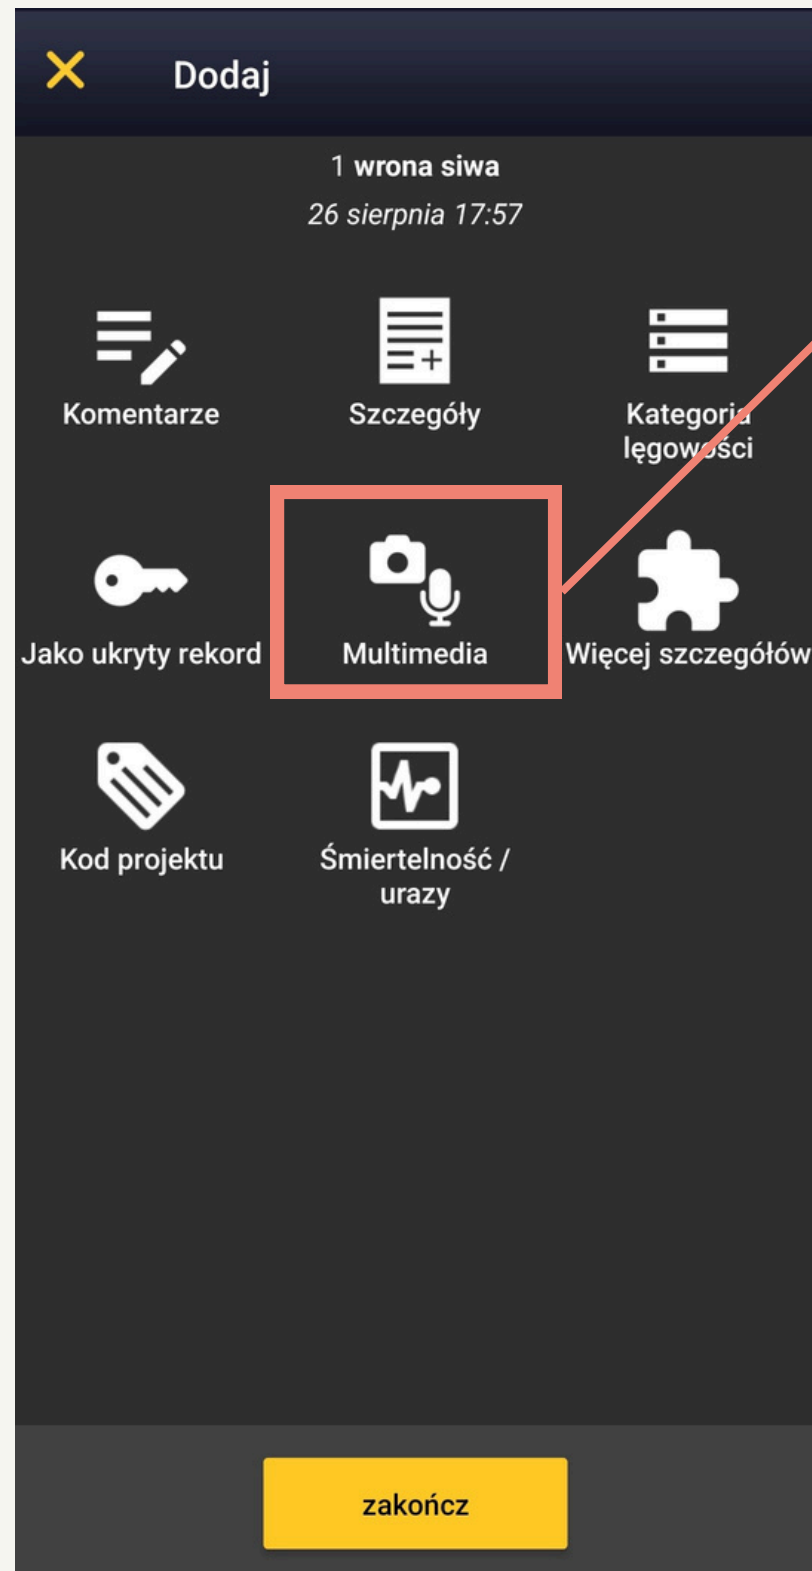 Dodaj
1 wrona siwa
26 sierpnia 17:57
Komentarze
Szczegóły
Kategoria
lęgowości
Jako ukryty rekord
Multimedia
Więcej szczegółów
Kod projektu
Śmiertelność /
urazy
zakończ